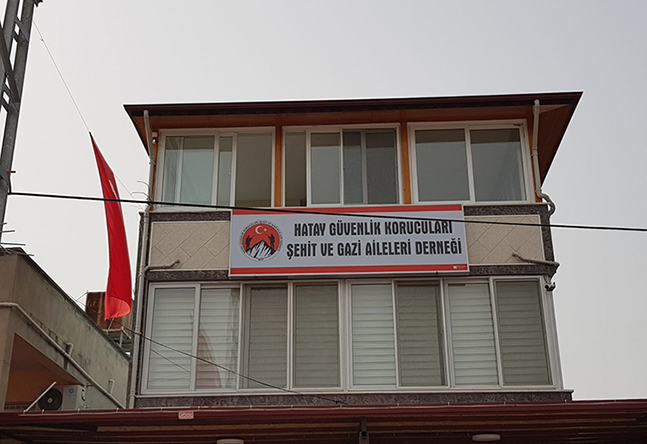 HATAY GÜVENLİK KORUCULARI
ŞEHİT VE GAZİ AİLELERİ DERNEĞİ